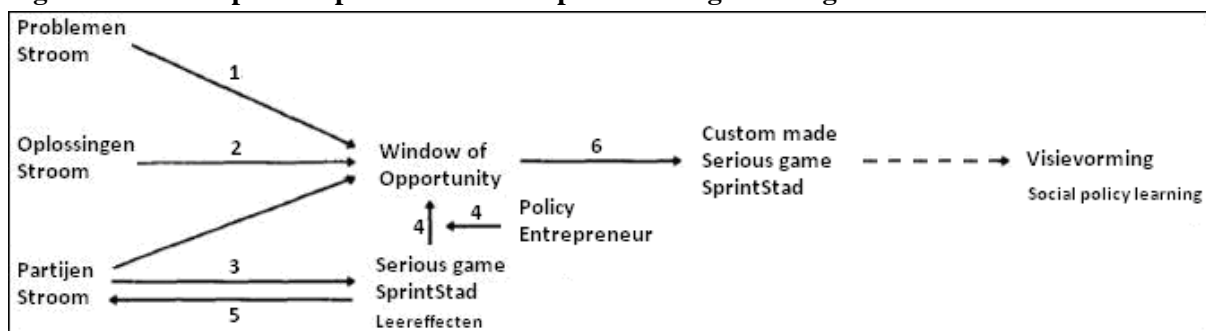 Problemen
Stroom
1
Oplossingen
Stroom
2
Window of
Opportunity
6
Custom made
Serious game
SprintStad
Visievorming
Social policy learning
4
4
Policy
Entrepreneur
Partijen
Stroom
3
5
Serious game
SprintStad
Leereffecten